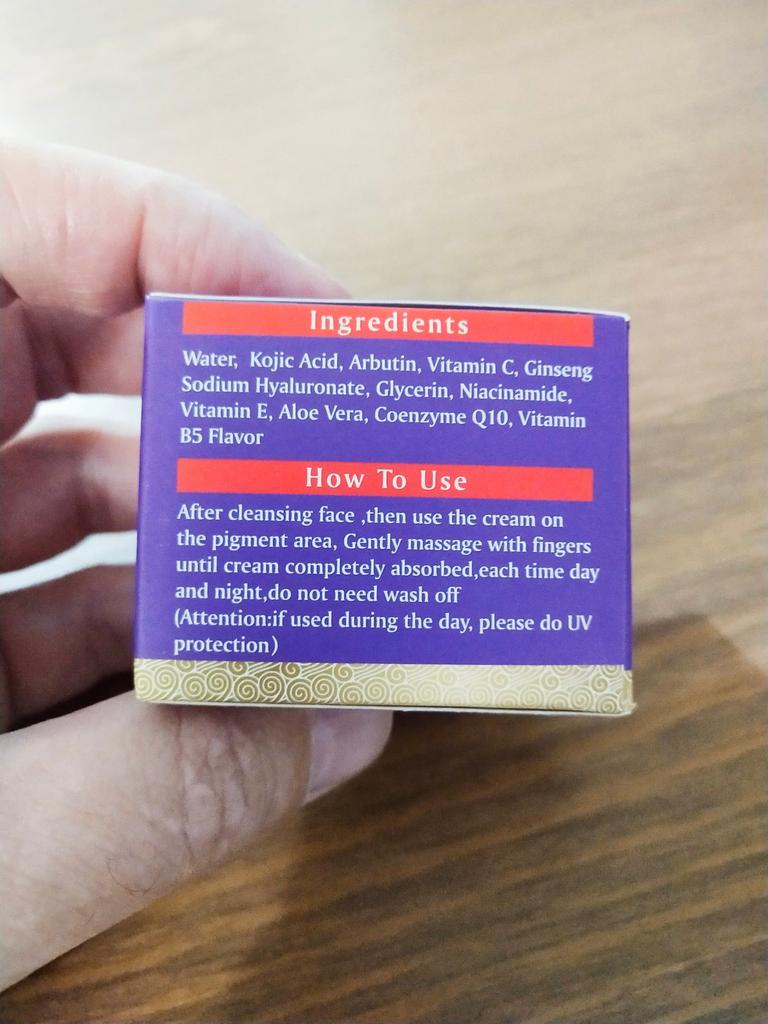 Ingredients
Water, Kojic Acid, Arbutin, Vitamin C, Ginseng
Sodium Hyaluronate, Glycerin, Niacinamide,
Vitamin E, Aloe Vera, Coenzyme Q10, Vitamin
B5 Flavor
How To Use
After cleansing face ,then use the cream on
the pigment area, Gently massage with fingers
until cream completely absorbed,each time day
and night,do not need wash off
(Attention:if used during the day, please do UV
protection)